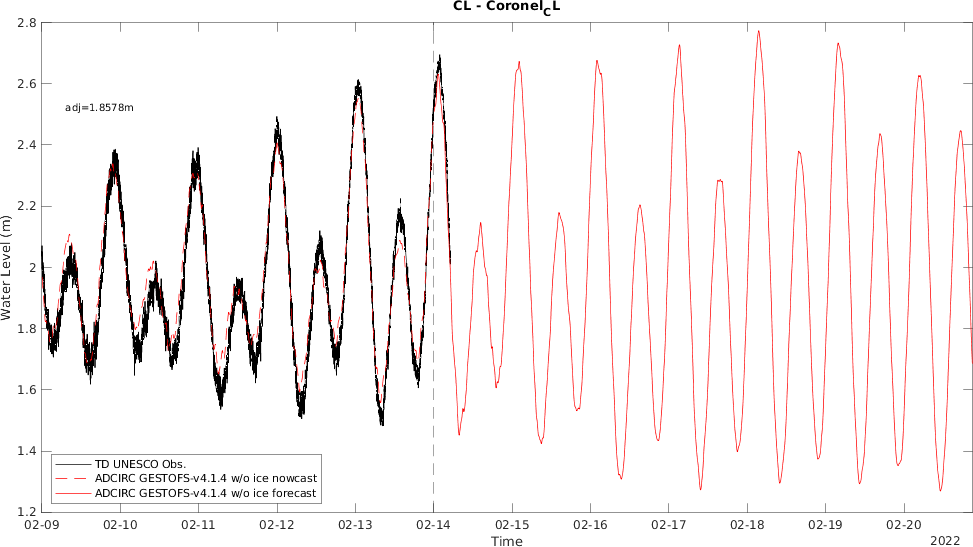 CL - Coronel_CL
2.8
2.6
adj=1.8578m
2.4
2.2
2
1.8
1.6
1.4
1.2
Water Level (m)
TD UNESCO Obs.
ADCIRC GESTOFS-v4.1.4 w/o ice nowcast
ADCIRC GESTOFS-v4.1.4 w/o ice forecast
02-09 02-10 02-11 02-12 02-13 02-14 02-15 02-16 02-17 02-18 02-19 02-20
Time
2022